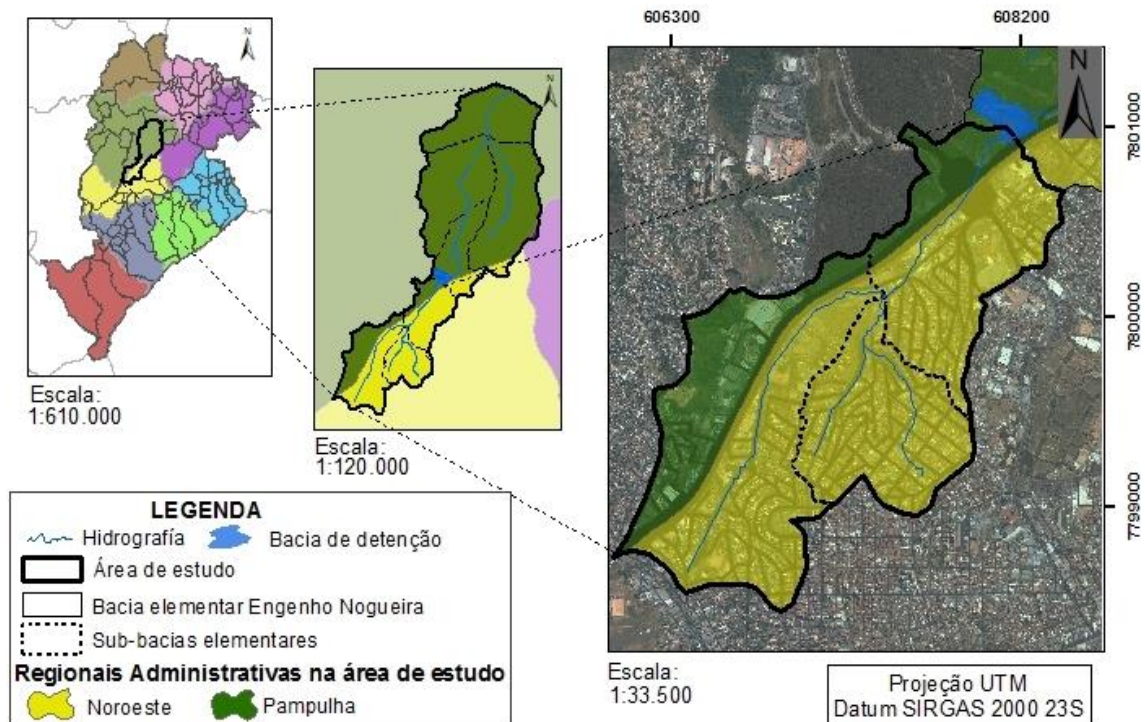 606300
608200
N
N
N
7801000
7800000
7799000
Escala:
1:610.000
Escala:
1:120.000
Escala:
1:33.500
LEGENDA
Hidrografía
Bacia de detenção
Área de estudo
Bacia elementar Engenho Nogueira
Sub-bacias elementares
Regionais Administrativas na área de estudo
Noroeste
Pampulha
Projeção UTM
Datum SIRGAS 2000 23S